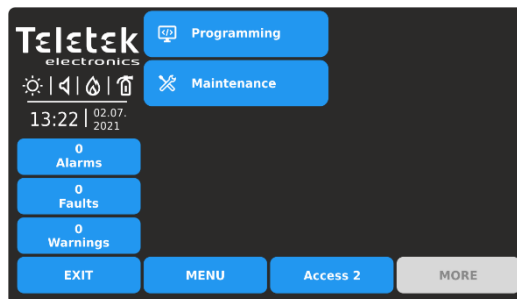 Tεlεtεk
electronics
13:22
02.07.
2021
0
Alarms
0
Faults
0
Warnings
EXIT
Programming
Maintenance
MENU
Access 2
MORE